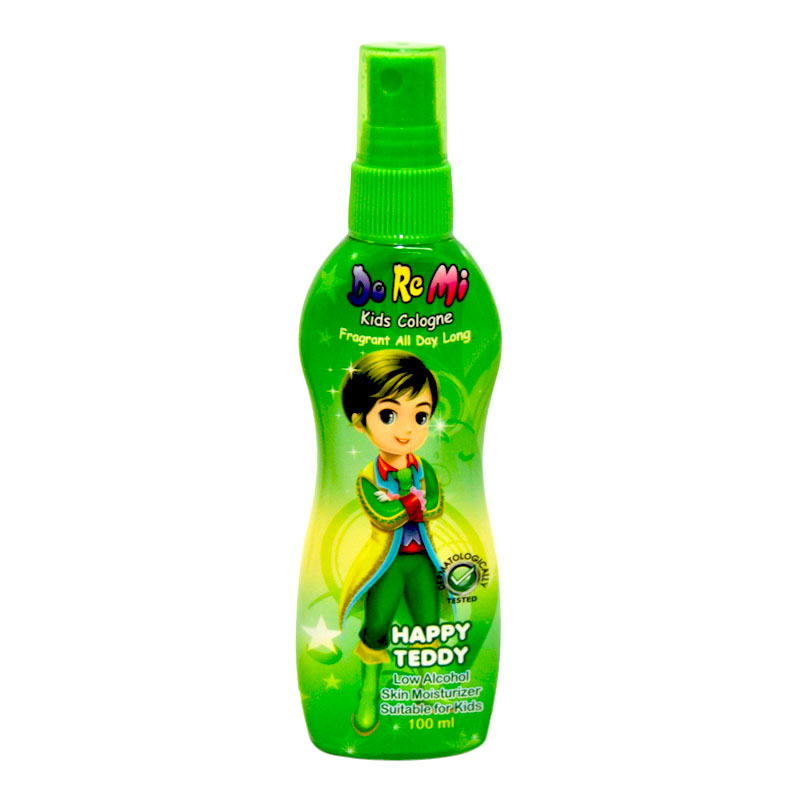 Do Re Mi
Kids Cologne
Fragrant All Day Long
DERMATOLOGICALLY
TESTED
HAPPY
TEDDY
Low Alcohol
Skin Moisturizer
Suitable for Kids
100 ml